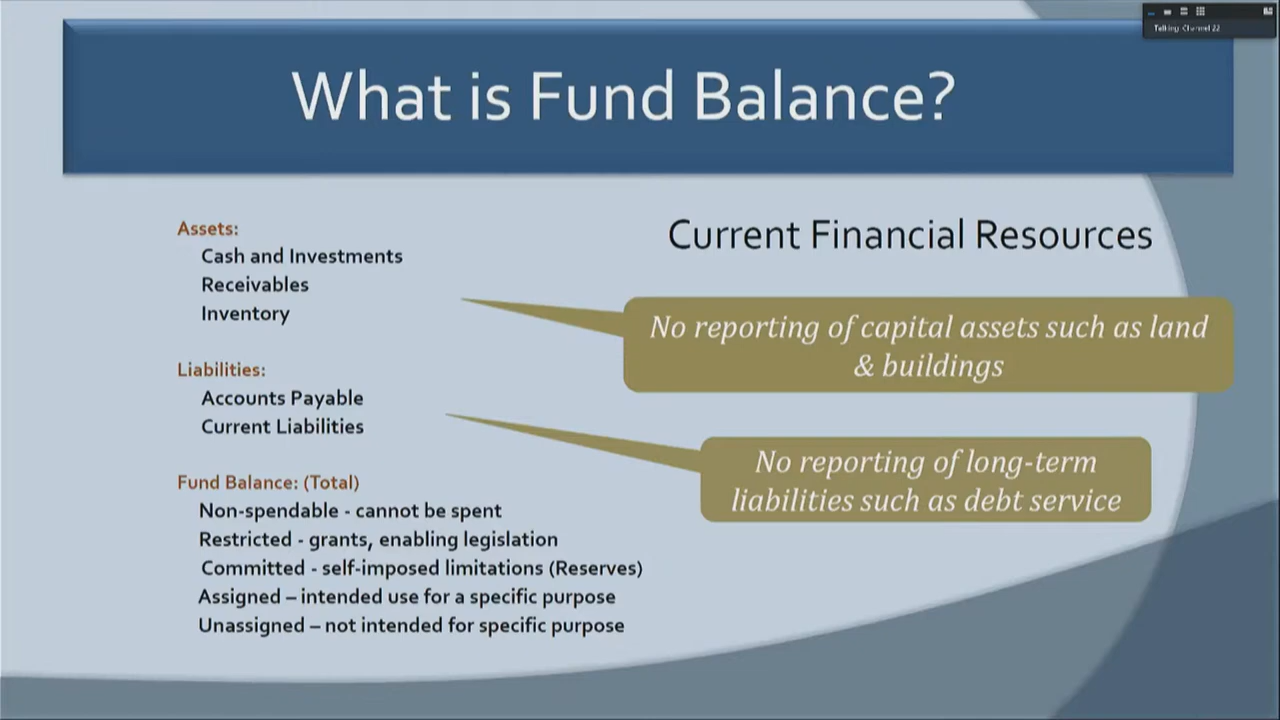 What is Fund Balance?
Talking: Channel 22
Assets:
Cash and Investments
Receivables
Inventory
Liabilities:
Accounts Payable
Current Liabilities
Fund Balance: (Total)
Non-spendable - cannot be spent
Restricted - grants, enabling legislation
Committed - self-imposed limitations (Reserves)
Assigned – intended use for a specific purpose
Unassigned – not intended for specific purpose
Current Financial Resources
No reporting of capital assets such as land
& buildings
No reporting of long-term
liabilities such as debt service